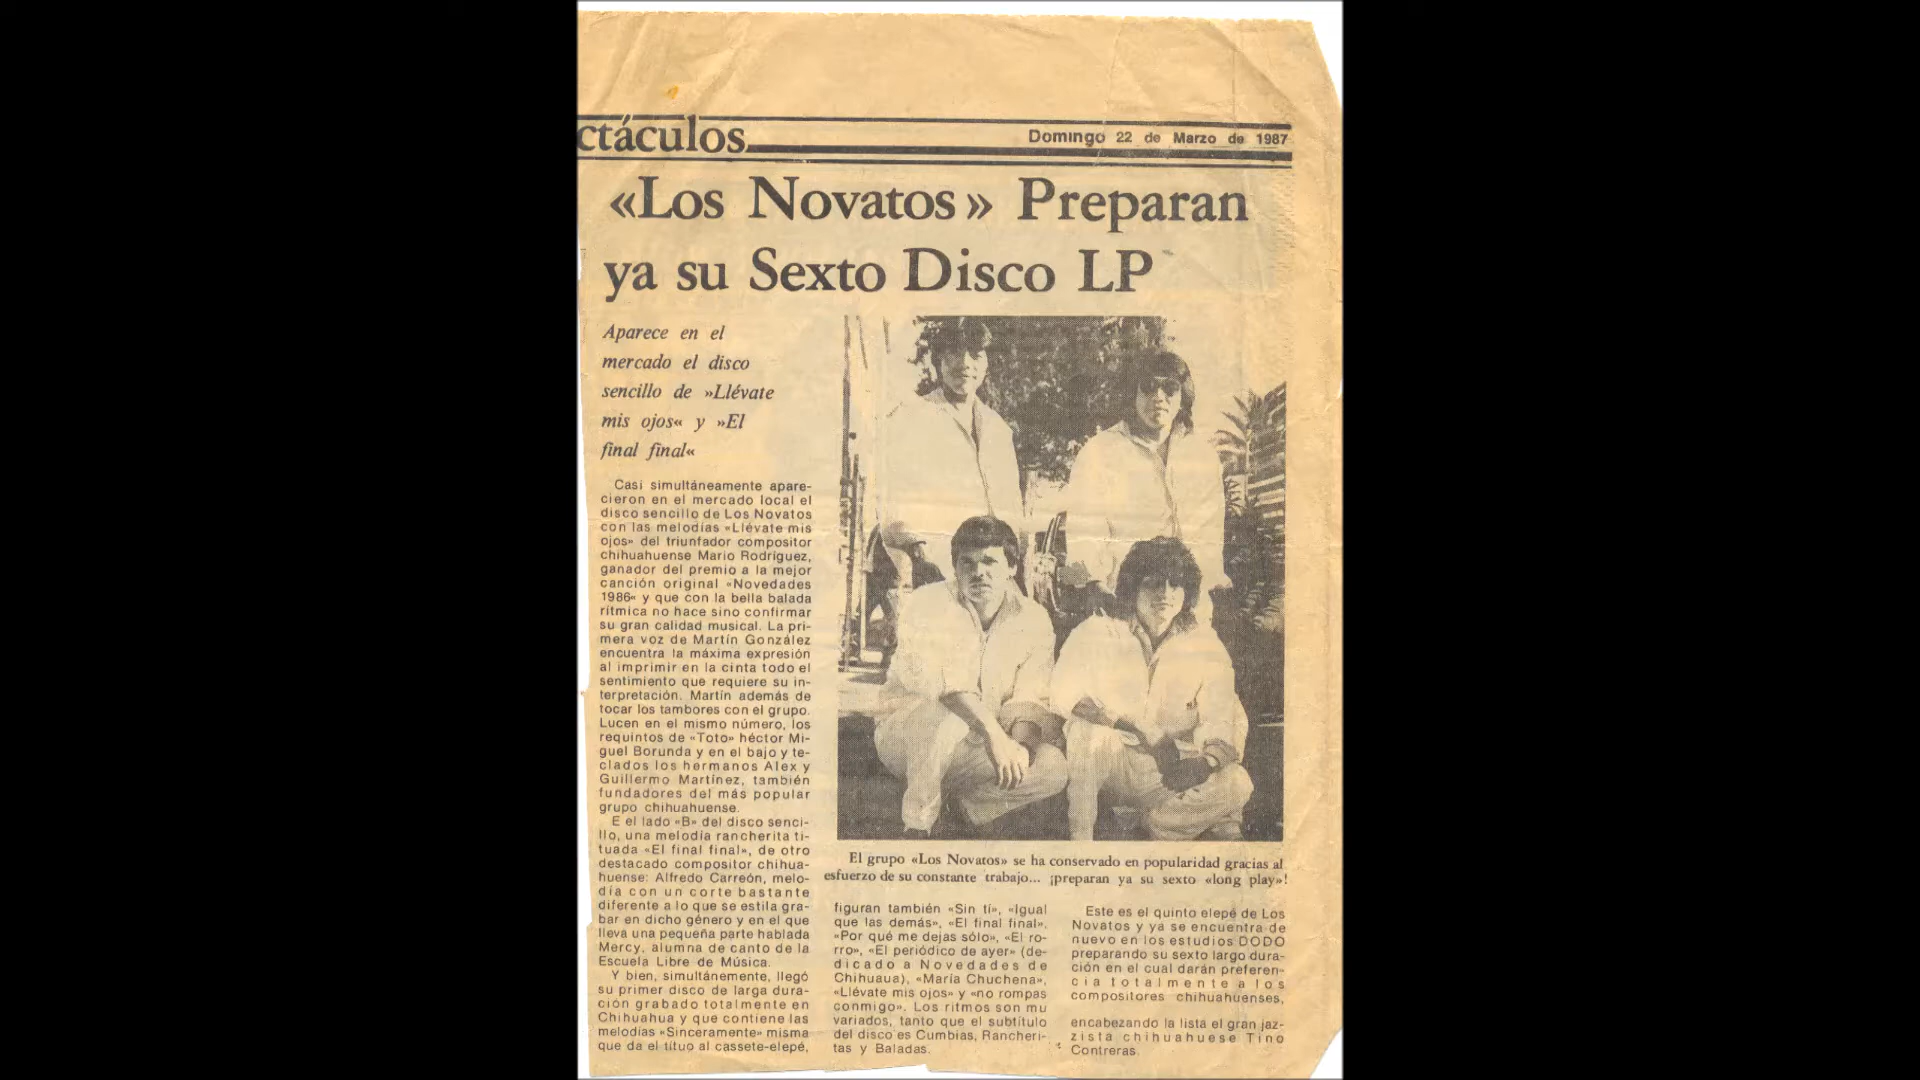 ctáculos
Domingo 22 de Marzo de 1987
«Los Novatos» Preparan
ya su Sexto Disco LP
Aparece en el
mercado el disco
sencillo de »Llévate
mis ojos« y »El
final final«
Casi simultáneamente apare-
cieron en el mercado local el
disco sencillo de Los Novatos
con las melodías «Llévate mis
ojos» del triunfador compositor
chihuahuense Mario Rodríguez,
ganador del premio a la mejor
canción original «Novedades
1986« y que con la bella balada
rítmica no hace sino confirmar
su gran calidad musical. La pri-
mera voz de Martín González
encuentra la máxima expresión
al imprimir en la cinta todo el
sentimiento que requiere su in-
terpretación. Martín además de
tocar los tambores con el grupo.
Lucen en el mismo número, los
requintos de «Toto» héctor Mi-
guel Borunda y en el bajo y te-
clados los hermanos Alex y
Guillermo Martínez, también
fundadores del más popular
grupo chihuahuense.
E el lado «B» del disco senci-
llo, una melodía rancherita ti-
tuada «El final final», de otro
destacado compositor chihua-
huense: Alfredo Carreón, melo-
día con un corte bastante
diferente a lo que se estila gra-
bar en dicho género y en el que
lleva una pequeña parte hablada
Mercy, alumna de canto de la
Escuela Libre de Música.
Y bien, simultánemente, llegó
su primer disco de larga dura-
ción grabado totalmente en
Chihuahua y que contiene las
melodías «Sinceramente» misma
que da el títuo al cassete-elepé,
El grupo «Los Novatos» se ha conservado en popularidad gracias al
esfuerzo de su constante trabajo... ¡preparan ya su sexto «long play»!
figuran también «Sin tí», «Igual
que las demás», «El final final».
«Por qué me dejas sólo», «El ro-
rro», «El periódico de ayer» (de-
dicado a Novedades de
Chihuaua), «María Chuchena»,
«Llévate mis ojos» y «no rompas
conmigo». Los ritmos son mu
variados, tanto que el subtítulo
del disco es Cumbias, Rancheri-
tas y Baladas.
Este es el quinto elepé de Los
Novatos y ya se encuentra de
nuevo en los estudios DODO
preparando su sexto largo dura-
ción en el cual darán preferen-
cia totalmente a los
compositores chihuahuenses,
encabezando la lista el gran jaz-
zista chihuahuese Tino
Contreras.